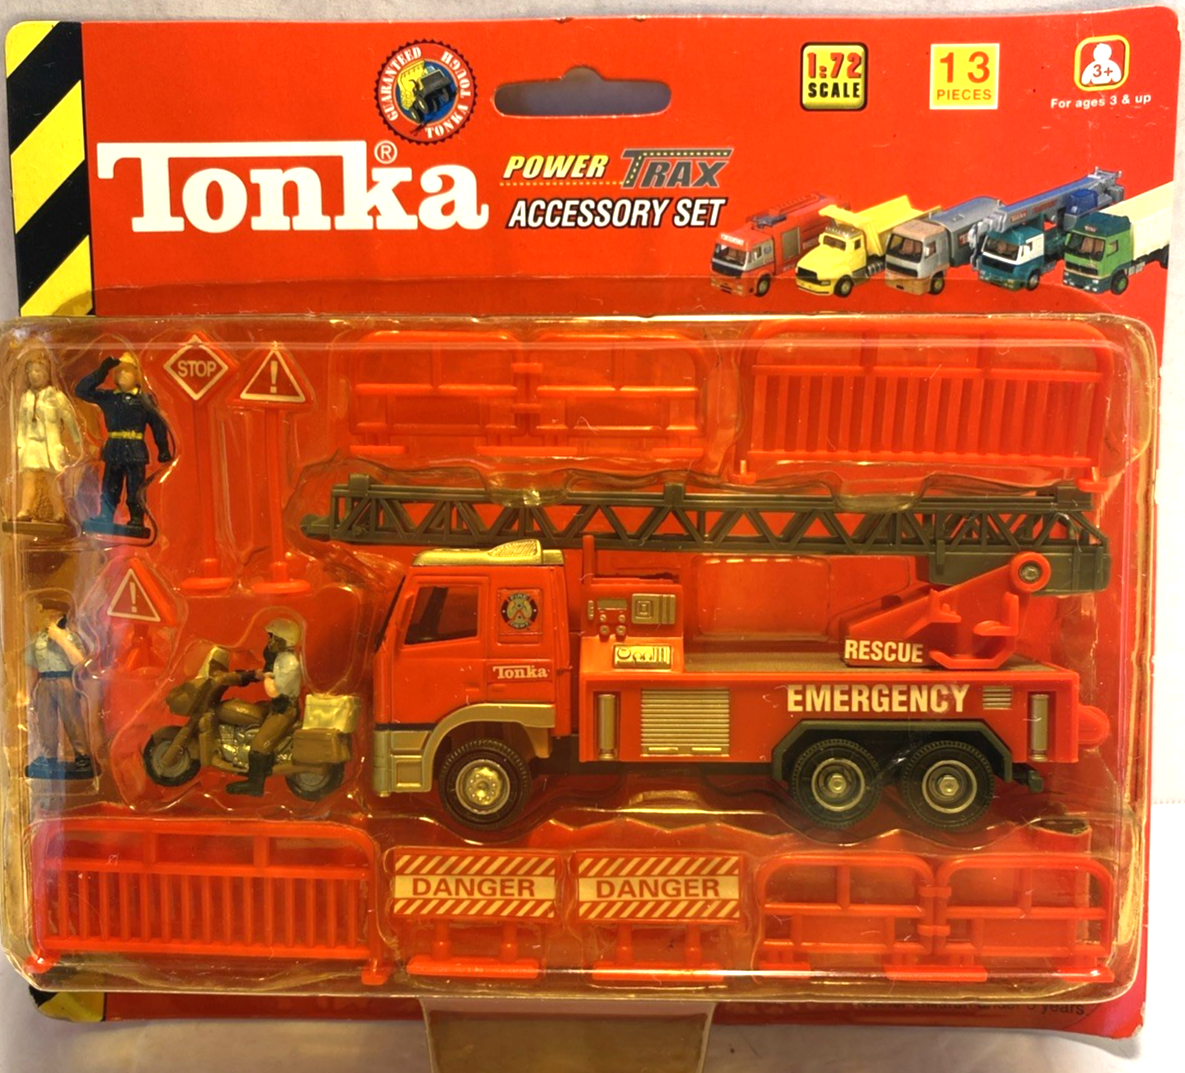 GUARANTEED TONKA TOUGH
1:72
SCALE
13
PIECES
3+
For ages 3 & up
Tonka®
POWER TRAX
ACCESSORY SET
STOP
!
!
!
RESCUE
Tonka
EMERGENCY
DANGER
DANGER
years.